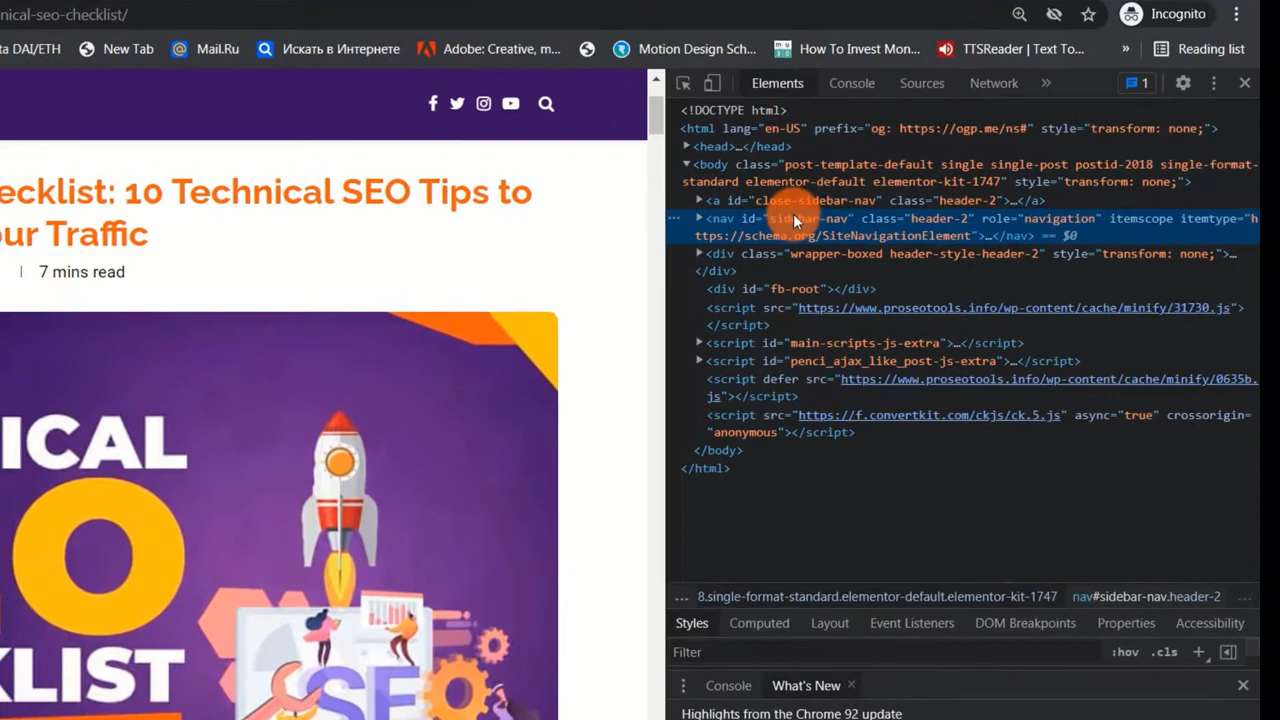 nical-seo-checklist/
Incognito
ta DAI/ETH
New Tab
Mail.Ru
Искать в Интернете
Adobe: Creative, m...
Motion Design Sch...
How To Invest Mon...
TTSReader | Text To...
»
Reading list
Elements
Console
Sources
Network
»
1
ecklist: 10 Technical SEO Tips to
ur Traffic
| 7 mins read
<!DOCTYPE html>
<html lang="en-US" prefix="og: https://ogp.me/ns#" style="transform: none;">
<head>…</head>
<body class="post-template-default single single-post postid-2018 single-format-
standard elementor-default elementor-kit-1747" style="transform: none;">
<a id="close-sidebar-nav" class="header-2">…</a>
<nav id="sidebar-nav" class="header-2" role="navigation" itemscope itemtype="h
ttps://schema.org/SiteNavigationElement">…</nav> == $0
<div class="wrapper-boxed header-style-header-2" style="transform: none;">…
</div>
<div id="fb-root"></div>
<script src="https://www.proseotools.info/wp-content/cache/minify/31730.js">
</script>
<script id="main-scripts-js-extra">…</script>
<script id="penci_ajax_like_post-js-extra">…</script>
<script defer src="https://www.proseotools.info/wp-content/cache/minify/0635b.
js"></script>
<script src="https://f.convertkit.com/ckjs/ck.5.js" async="true" crossorigin=
"anonymous"></script>
</body>
</html>
ICAL
O
KLIST
SEO
... 8.single-format-standard.elementor-default.elementor-kit-1747 nav#sidebar-nav.header-2 ...
Styles
Computed
Layout
Event Listeners
DOM Breakpoints
Properties
Accessibility
Filter
:hov
.cls
+
Console
What's New
Highlights from the Chrome 92 update